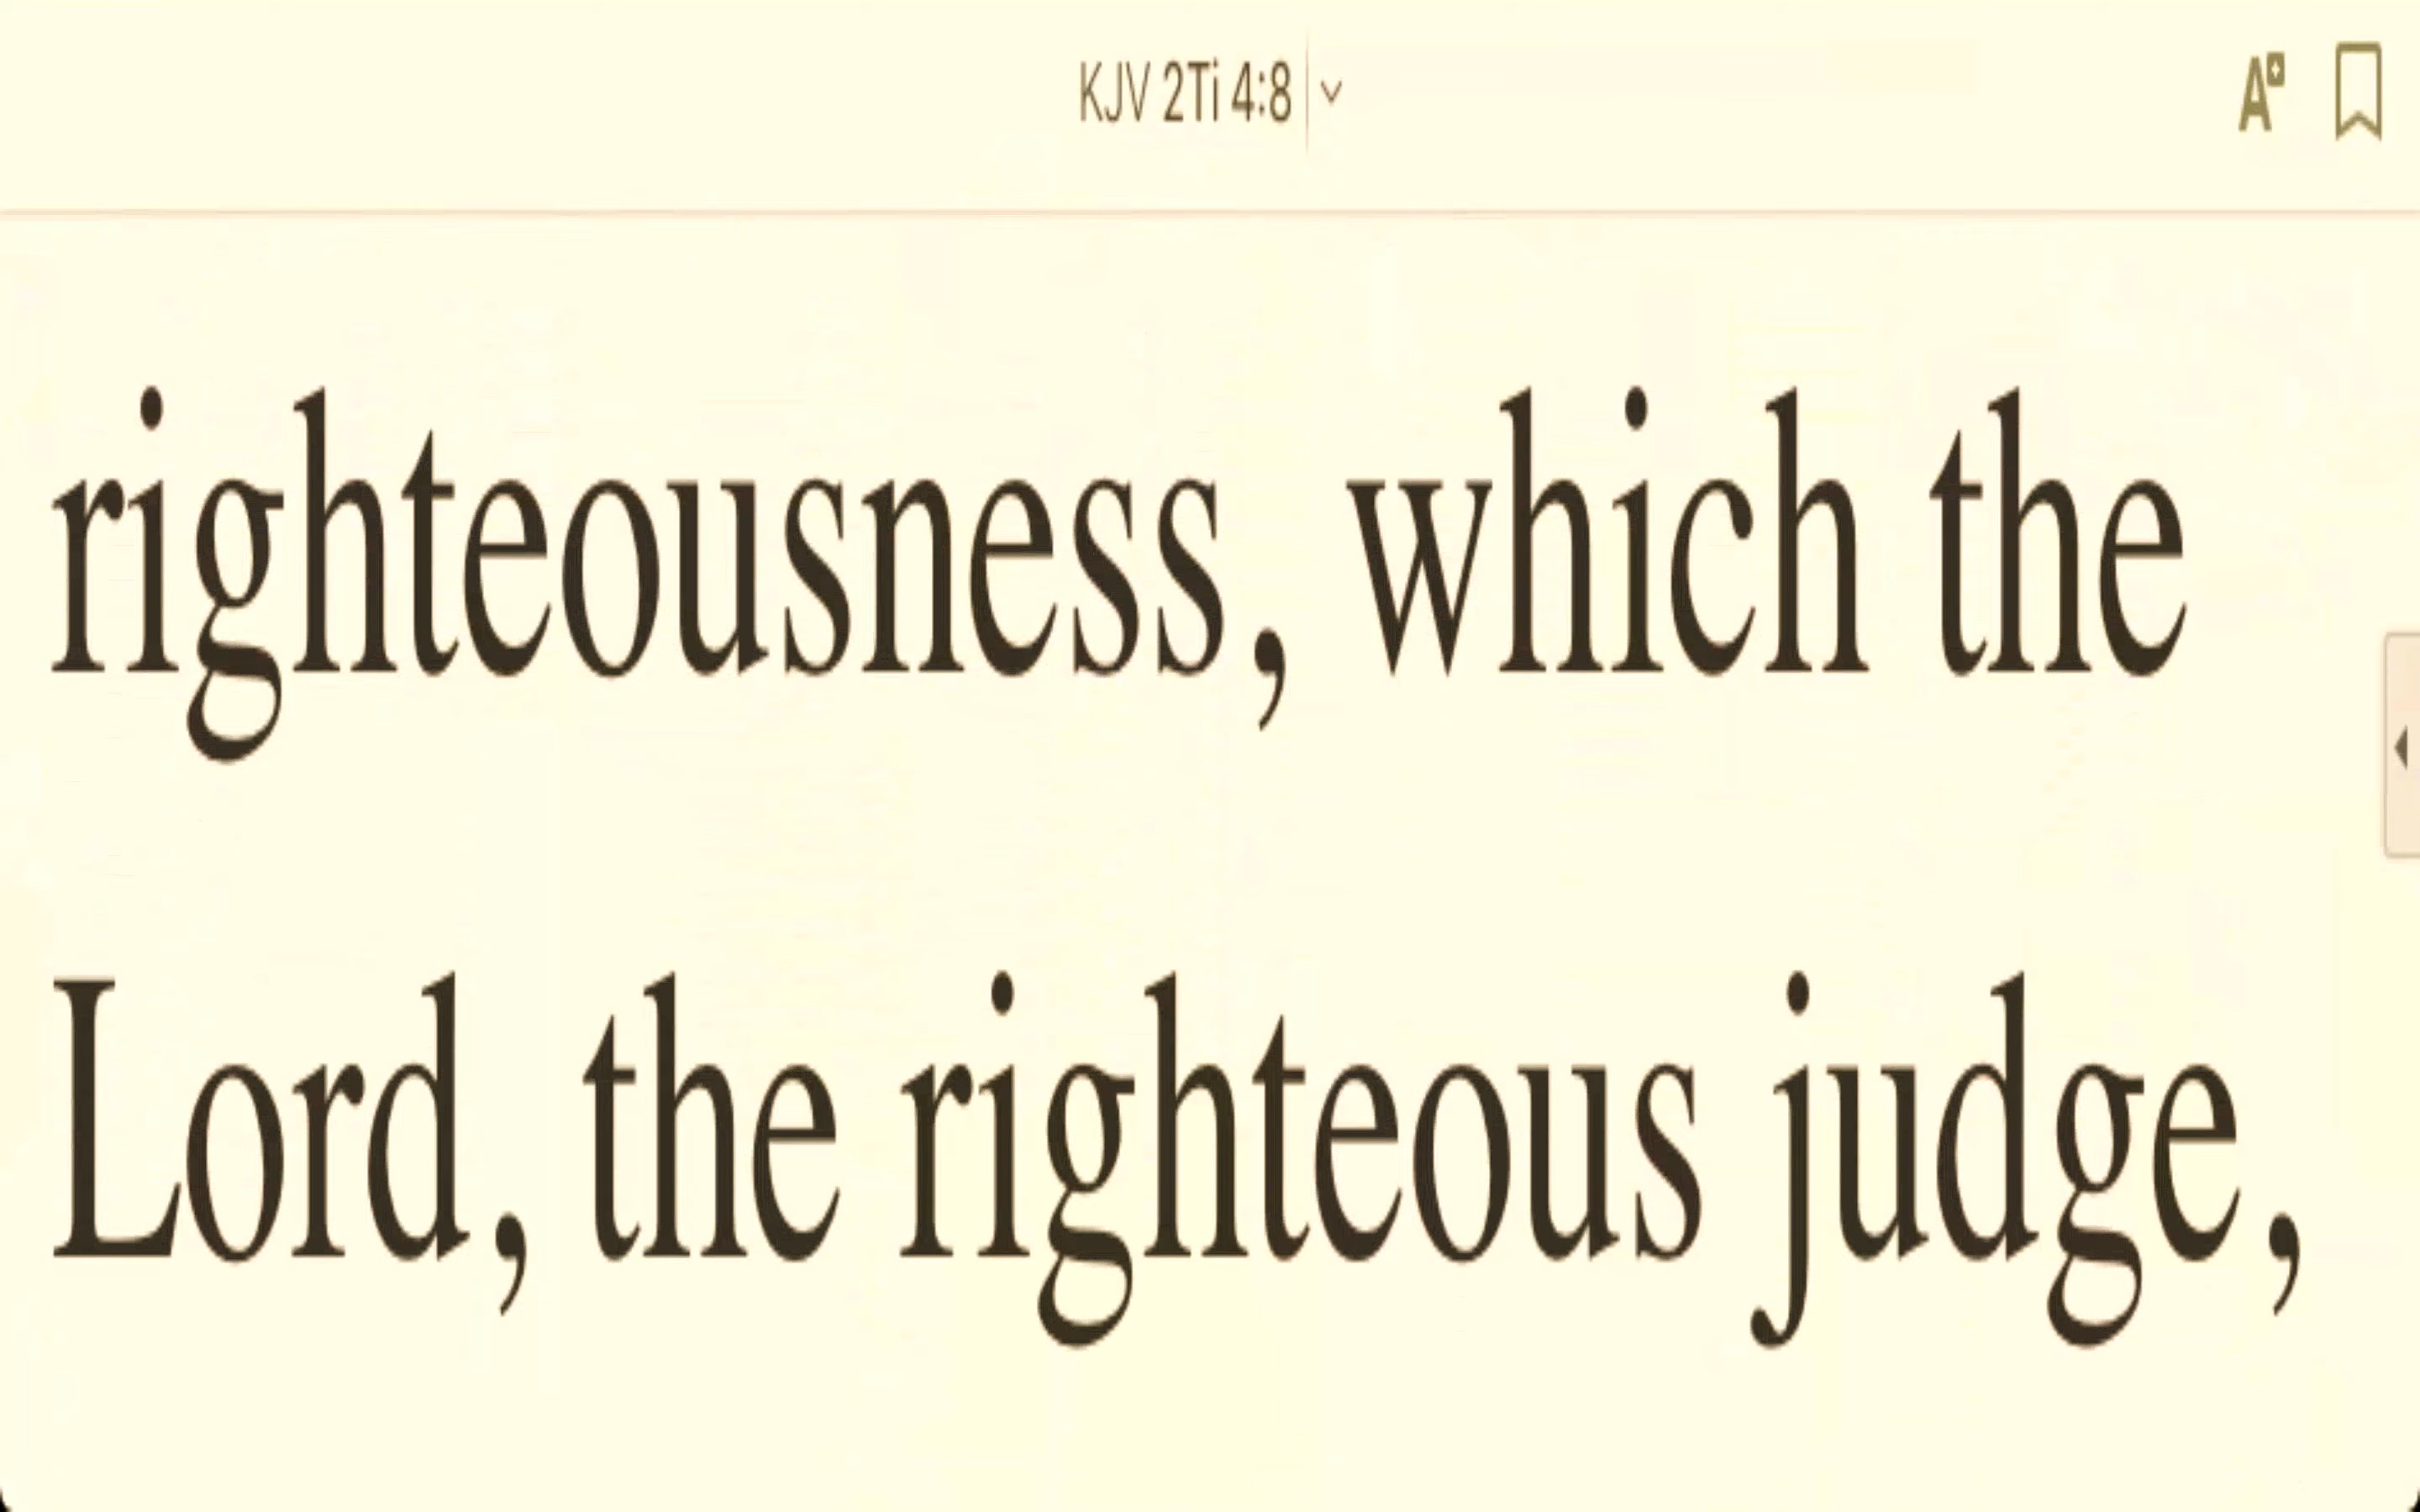 KJV 2Ti 4:8
righteousness, which the
Lord, the righteous judge,